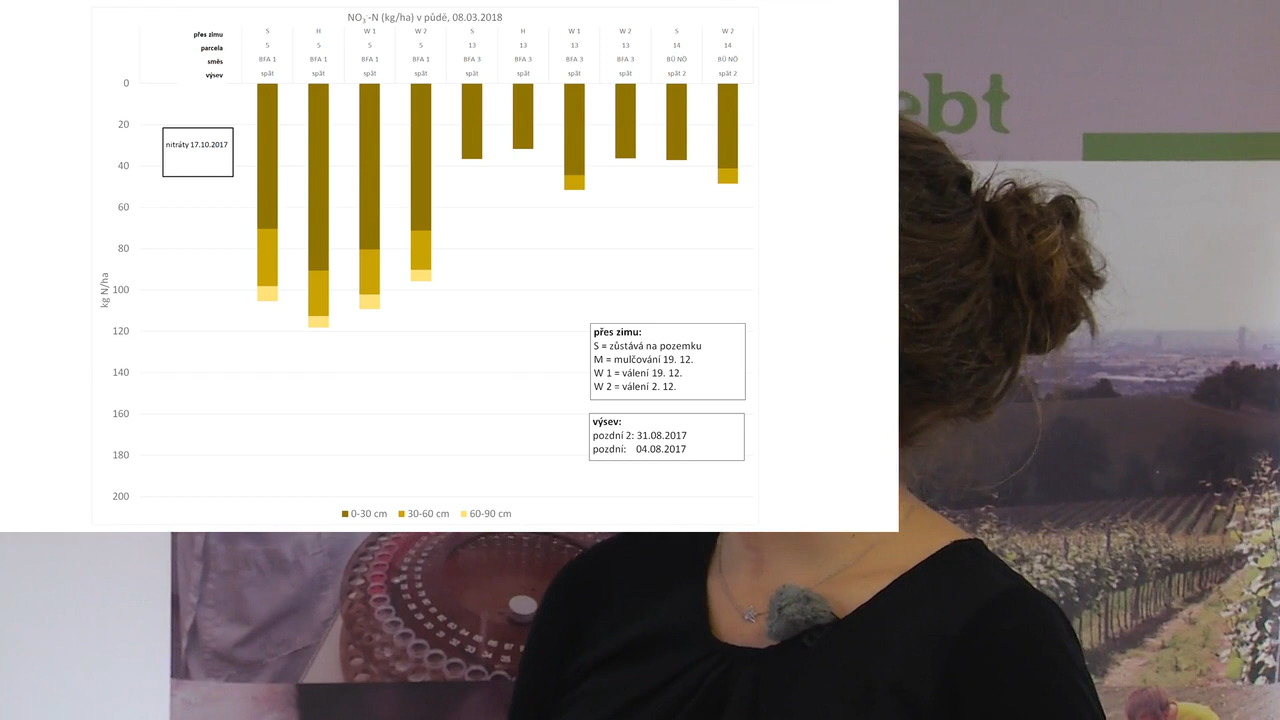 NO3--N (kg/ha) v půdě, 08.03.2018
přes zimu S H W 1 W 2 S H W 1 W 2 S W 2
parcela 5 5 5 5 13 13 13 13 14 14
směs BFA 1 BFA 1 BFA 1 BFA 1 BFA 3 BFA 3 BFA 3 BFA 3 BÜ NÖ BÜ NÖ
výsev spät spät spät spät spät spät spät spät spät 2 spät 2
0
20
40
60
80
100
120
140
160
180
200
kg N/ha
nitráty 17.10.2017
přes zimu:
S = zůstává na pozemku
M = mulčování 19. 12.
W 1 = válení 19. 12.
W 2 = válení 2. 12.
výsev:
pozdní 2: 31.08.2017
pozdní: 04.08.2017
0-30 cm 30-60 cm 60-90 cm
ebt